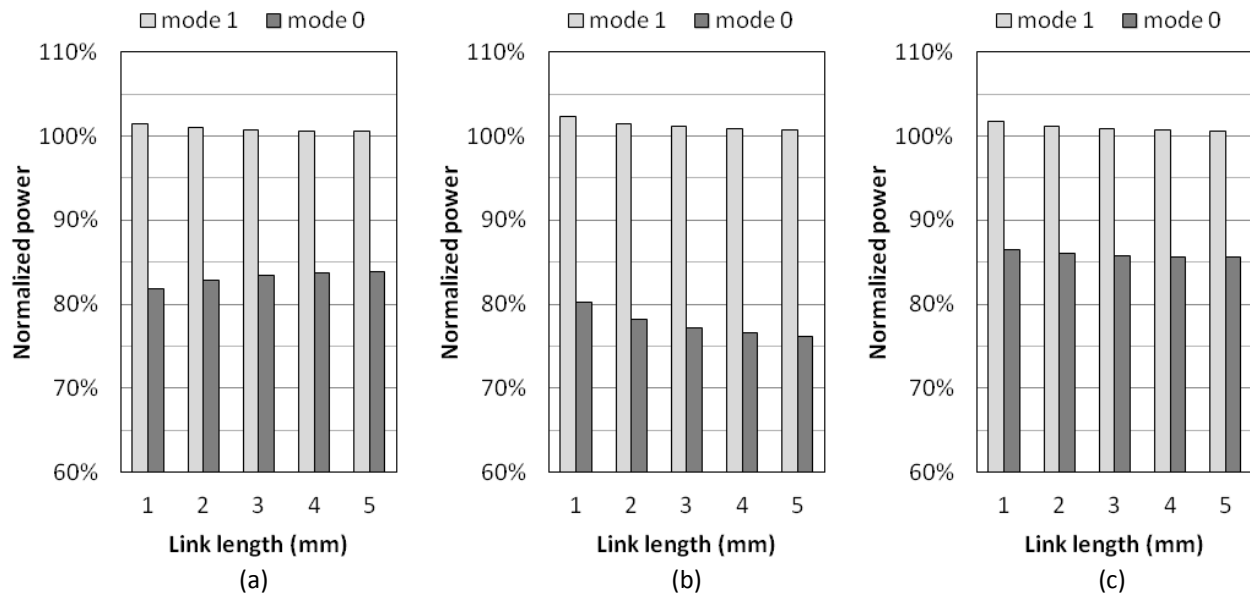 mode 1 mode 0
110%
100%
90%
80%
70%
60%
Normalized power
1 2 3 4 5
Link length (mm)
(a)
mode 1 mode 0
110%
100%
90%
80%
70%
60%
Normalized power
1 2 3 4 5
Link length (mm)
(b)
mode 1 mode 0
110%
100%
90%
80%
70%
60%
Normalized power
1 2 3 4 5
Link length (mm)
(c)